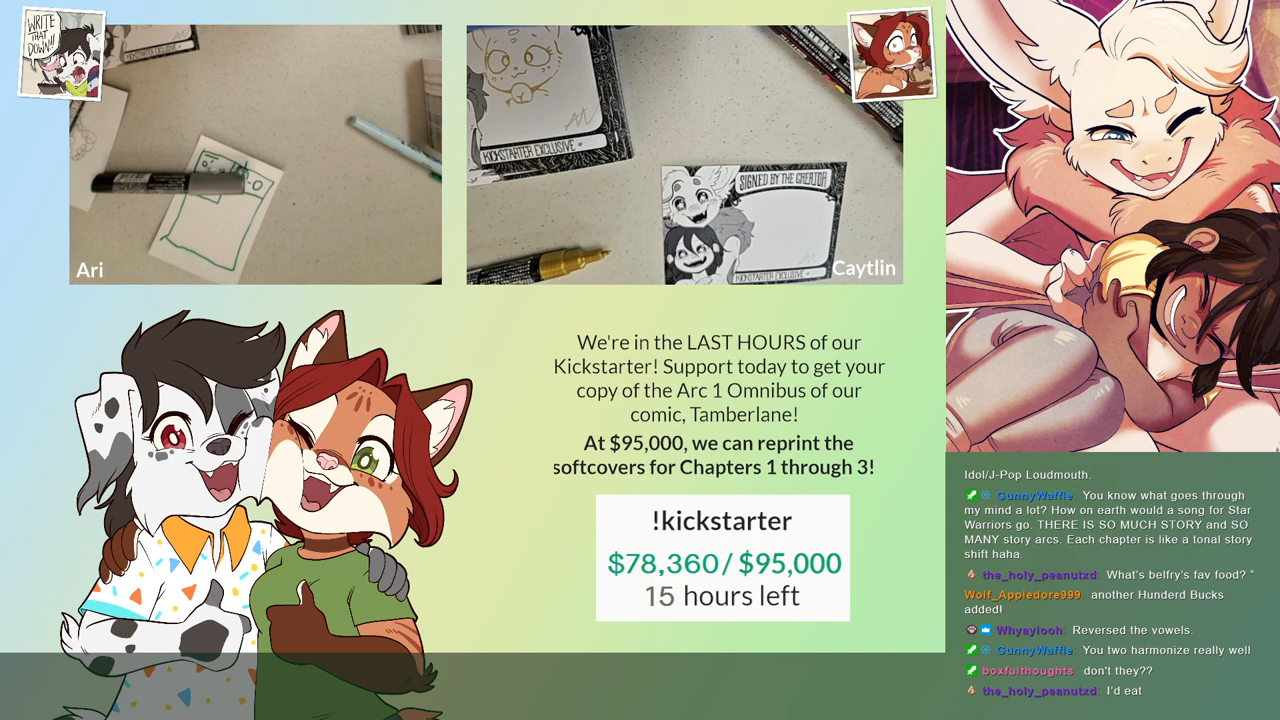 WRITE
THAT
DOWN!!
KICKSTARTER EXCLUSIVE
Ari
KICKSTARTER EXCLUSIVE
SIGNED BY THE CREATOR
KICKSTARTER EXCLUSIVE
Caytlin
We're in the LAST HOURS of our
Kickstarter! Support today to get your
copy of the Arc 1 Omnibus of our
comic, Tamberlane!
At $95,000, we can reprint the
softcovers for Chapters 1 through 3!
!kickstarter
$78,360/ $95,000
15 hours left
Idol/J-Pop Loudmouth.
GunnyWaffle: You know what goes through
my mind a lot? How on earth would a song for Star
Warriors go. THERE IS SO MUCH STORY and SO
MANY story arcs. Each chapter is like a tonal story
shift haha.
the_holy_peanutxd: What's belfry's fav food? "
Wolf_Appledore999: another Hunderd Bucks
added!
Whyaylooh: Reversed the vowels.
GunnyWaffle: You two harmonize really well
boxfulthoughts: don't they??
the_holy_peanutxd: I'd eat